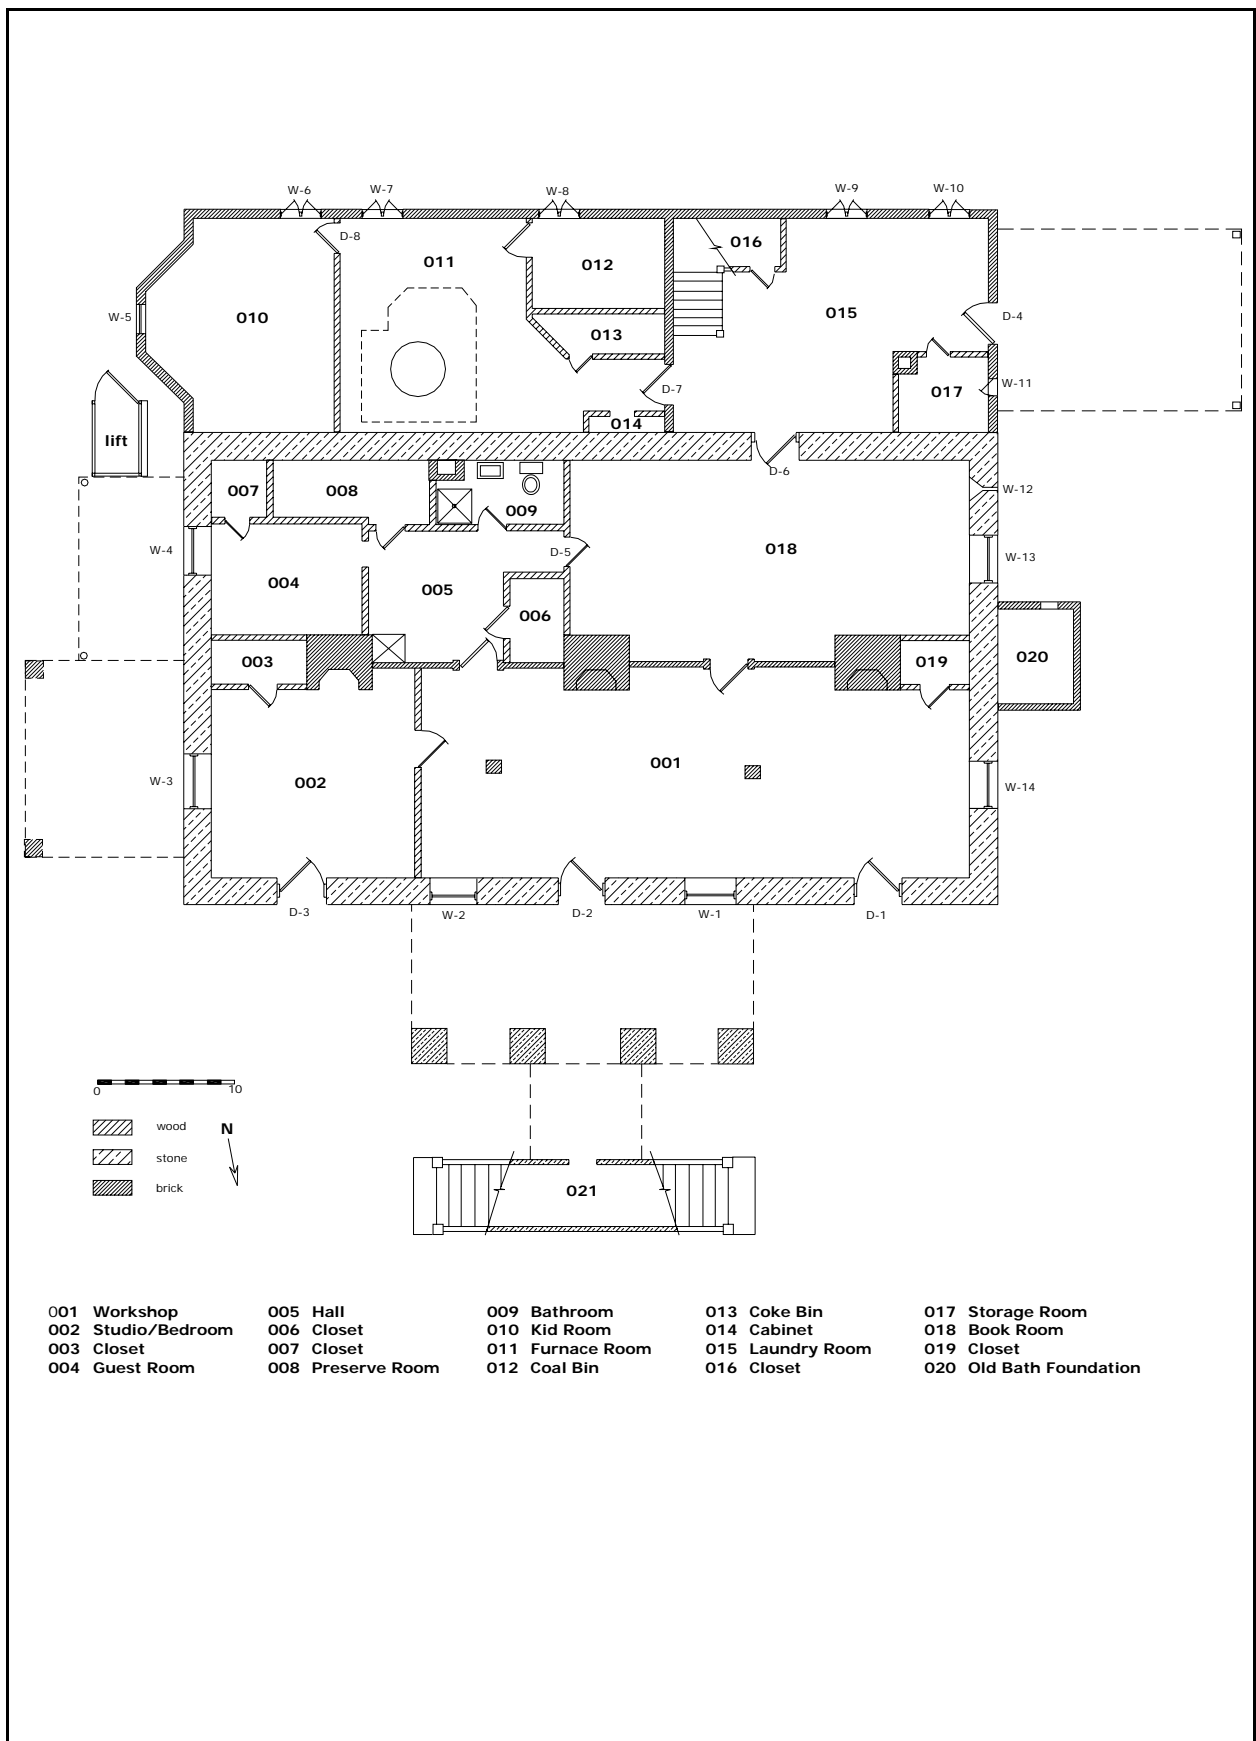 W-6 W-7 W-8 W-9 W-10
D-8
016
011
012
010
W-5
015
D-4
013
D-7
W-11
017
lift
014
D-6
007
008
009
W-12
W-4
D-5
018
W-13
004
005
006
003
019
020
W-3
002
001
W-14
D-3
W-2
D-2
W-1
D-1
0 10
wood
N
stone
brick
021
001 Workshop 005 Hall 009 Bathroom 013 Coke Bin 017 Storage Room
002 Studio/Bedroom 006 Closet 010 Kid Room 014 Cabinet 018 Book Room
003 Closet 007 Closet 011 Furnace Room 015 Laundry Room 019 Closet
004 Guest Room 008 Preserve Room 012 Coal Bin 016 Closet 020 Old Bath Foundation